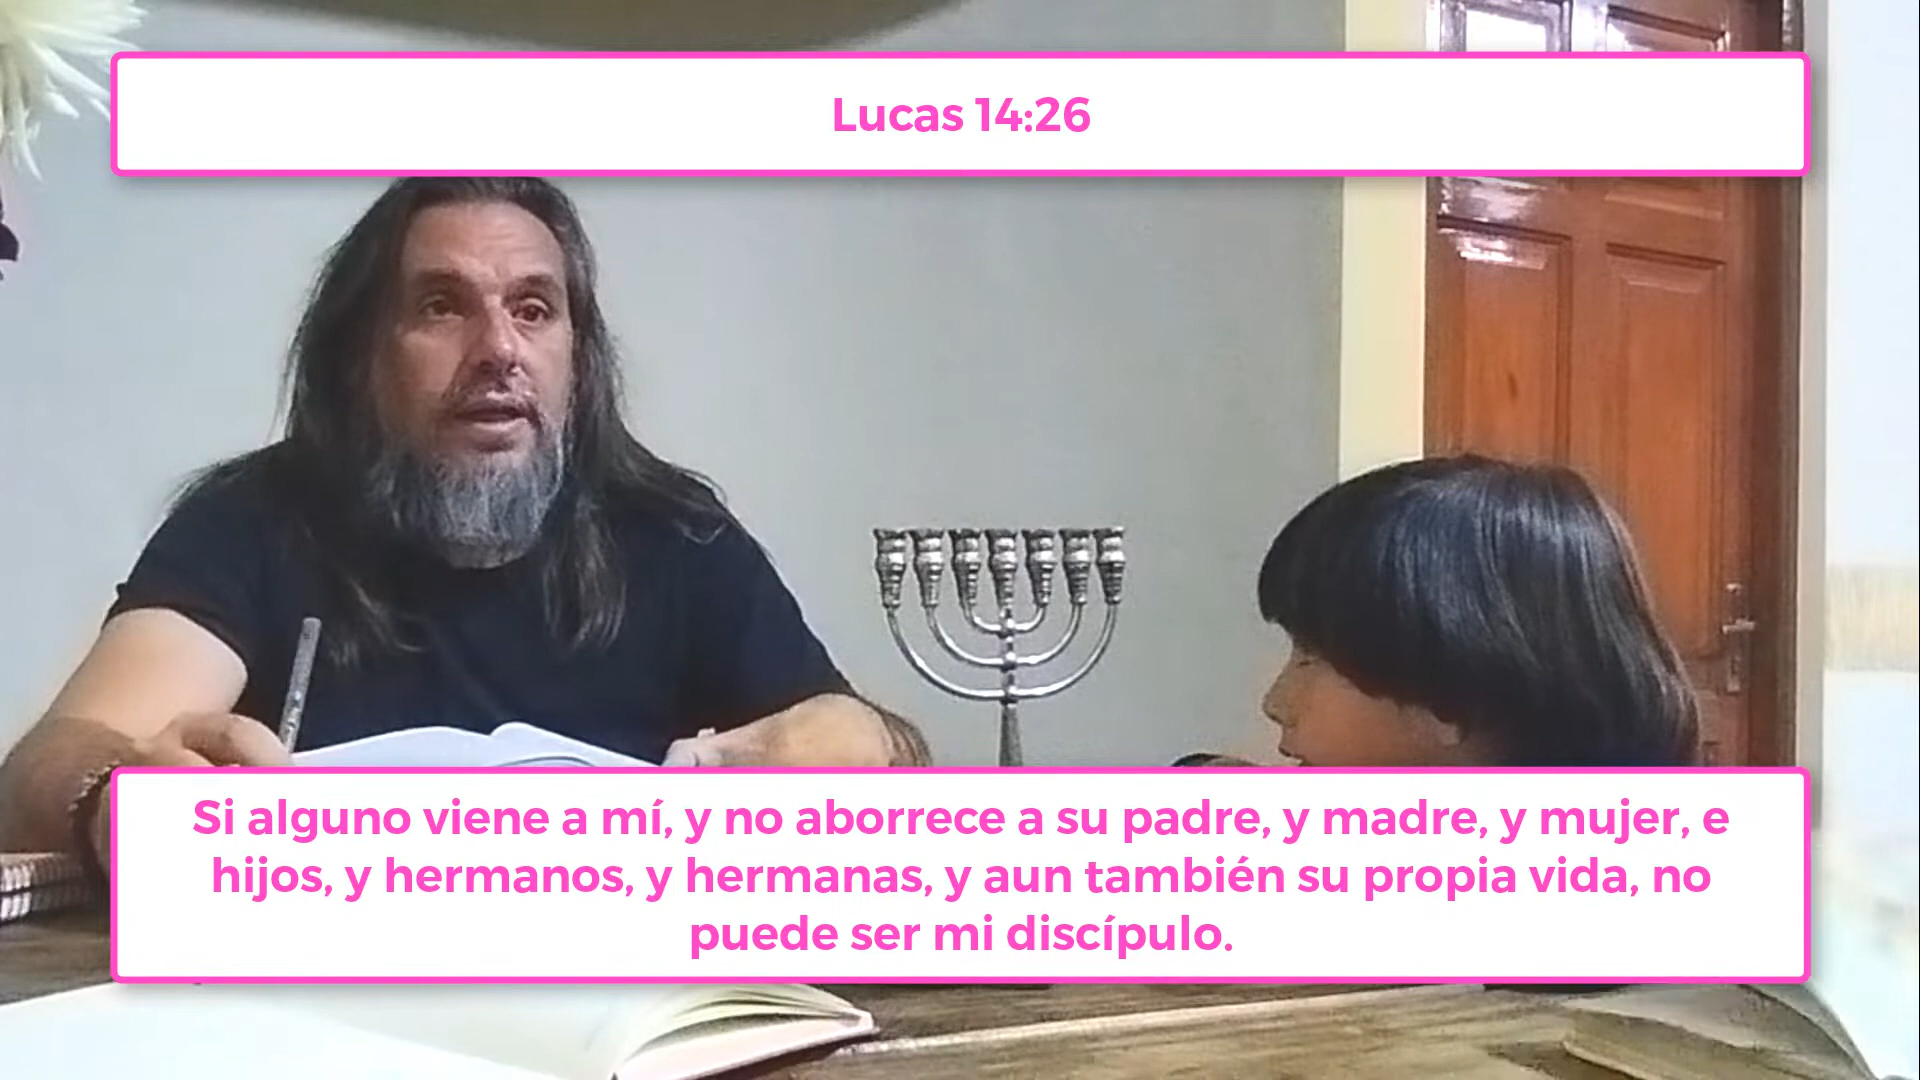 Lucas 14:26
Si alguno viene a mí, y no aborrece a su padre, y madre, y mujer, e
hijos, y hermanos, y hermanas, y aun también su propia vida, no
puede ser mi discípulo.